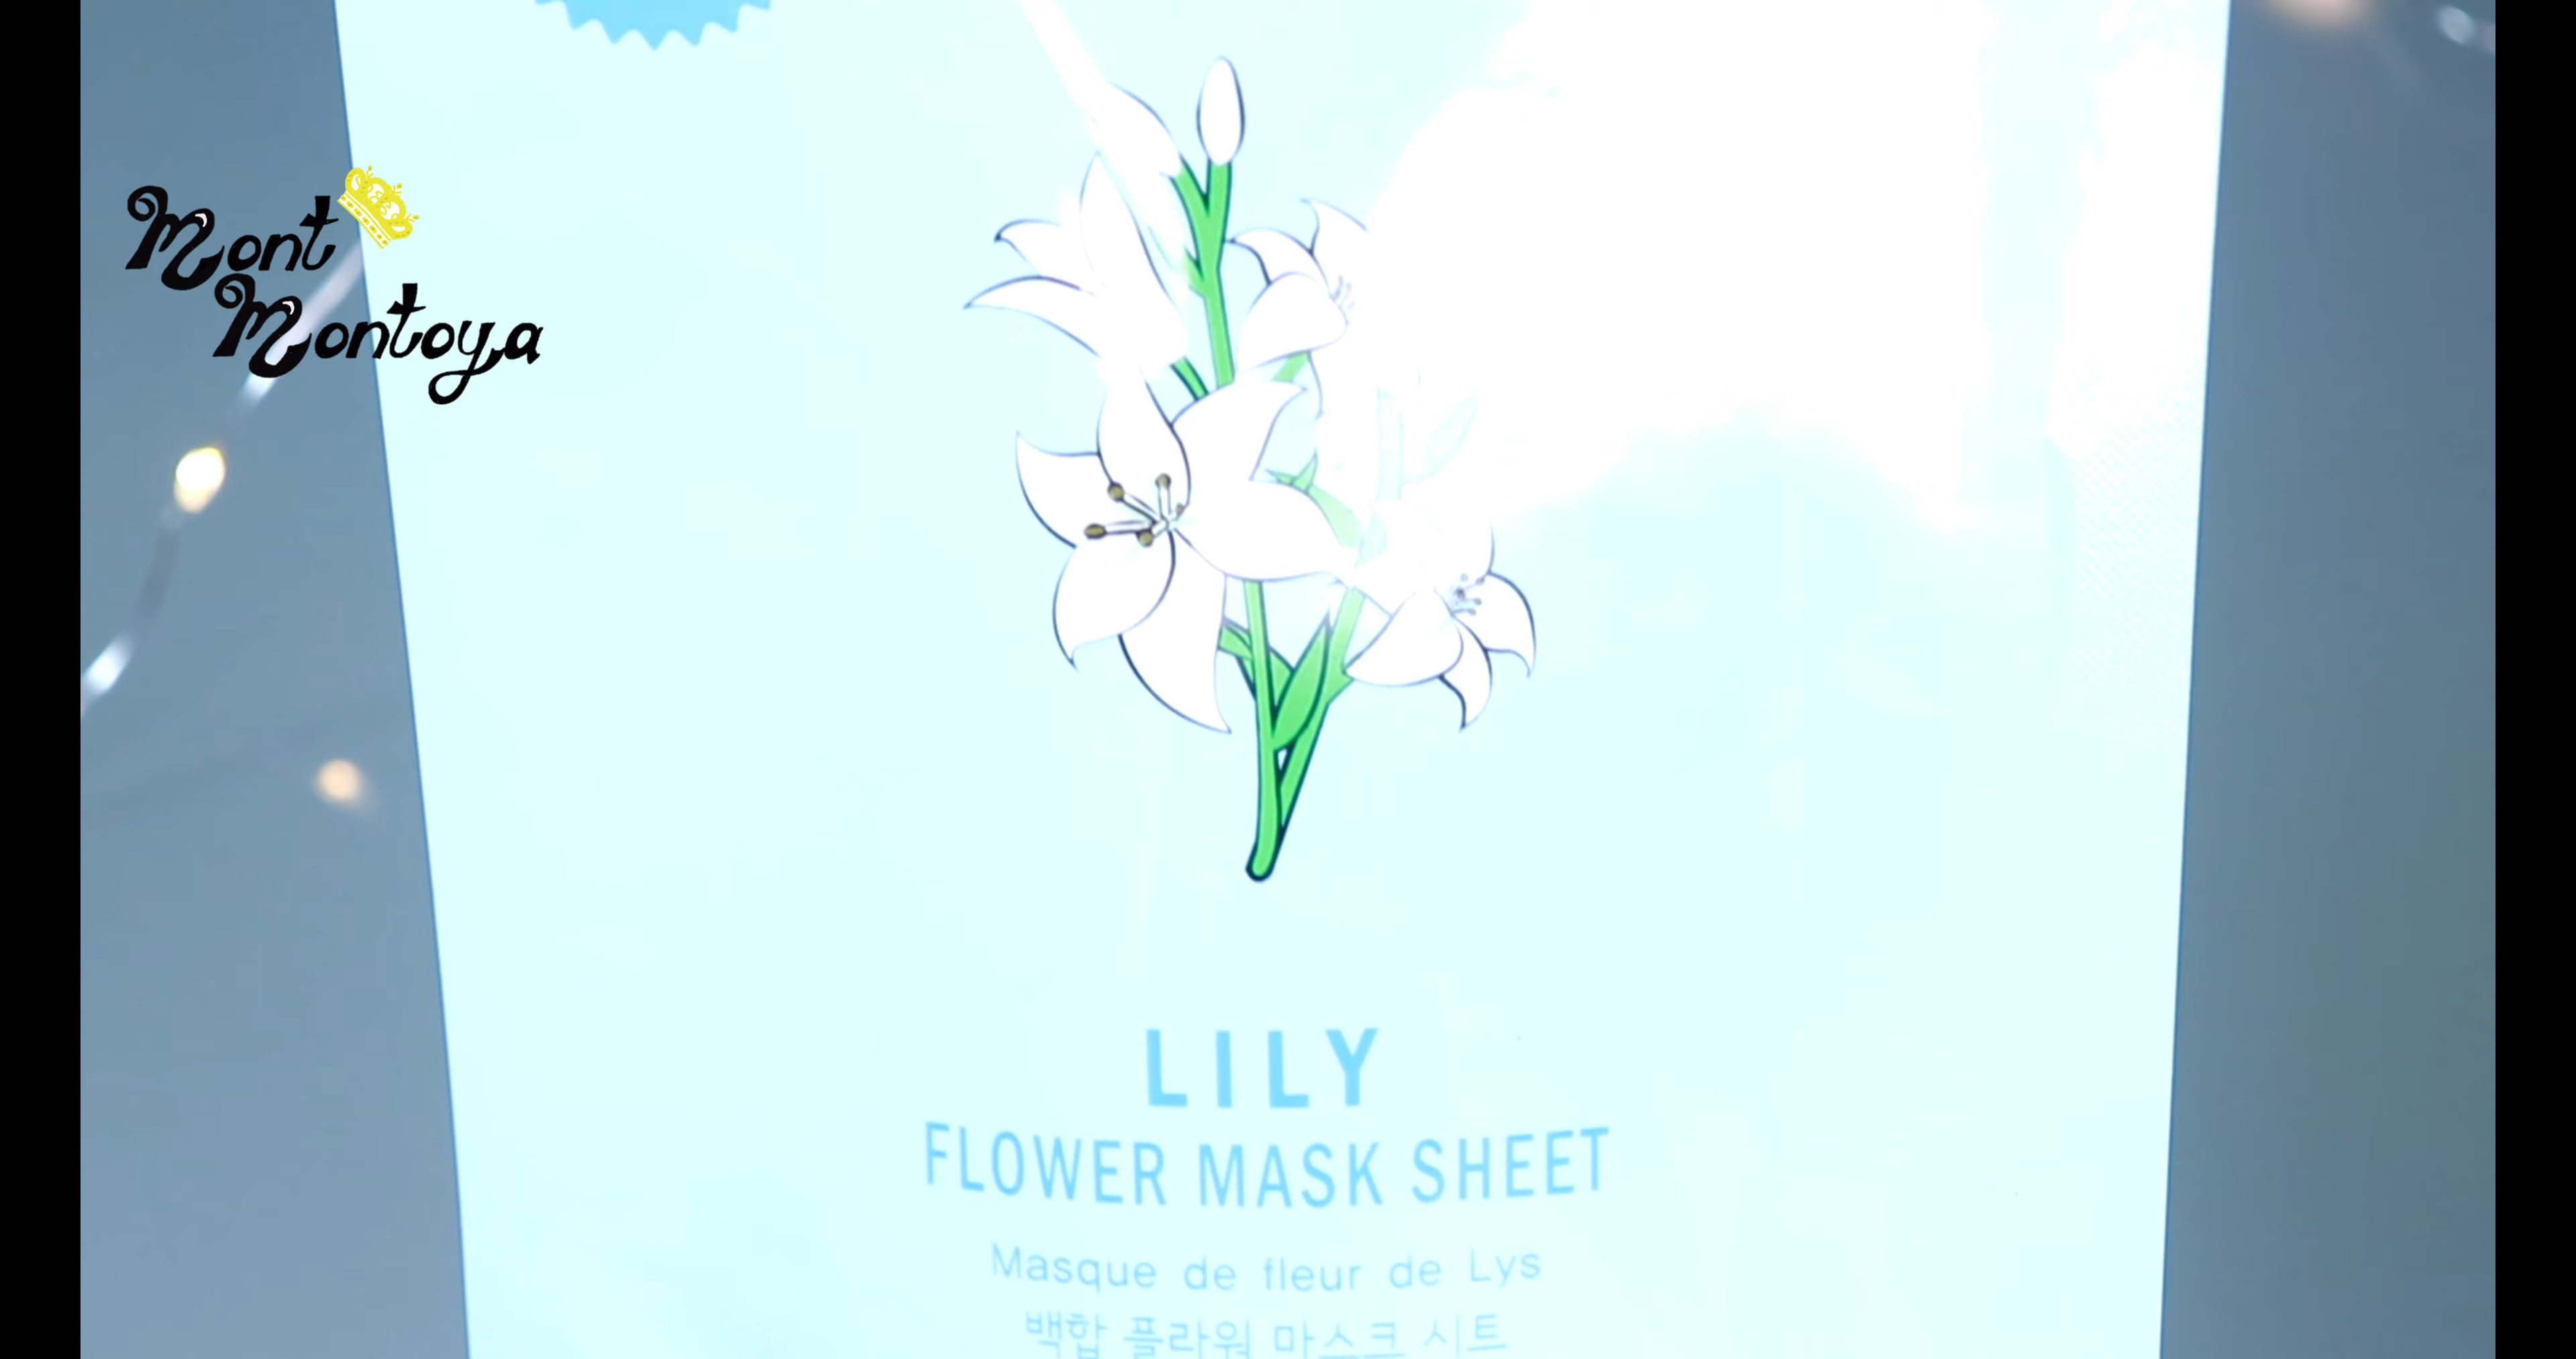 Mont
Montoya
LILY
FLOWER MASK SHEET
Masque de fleur de Lys
백합 플라워 마스크 시트